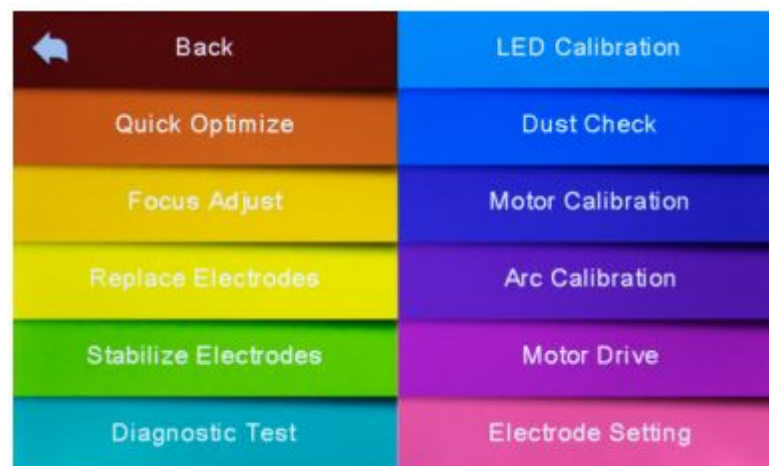 Back
Quick Optimize
Focus Adjust
Replace Electrodes
Stabilize Electrodes
Diagnostic Test
LED Calibration
Dust Check
Motor Calibration
Arc Calibration
Motor Drive
Electrode Setting